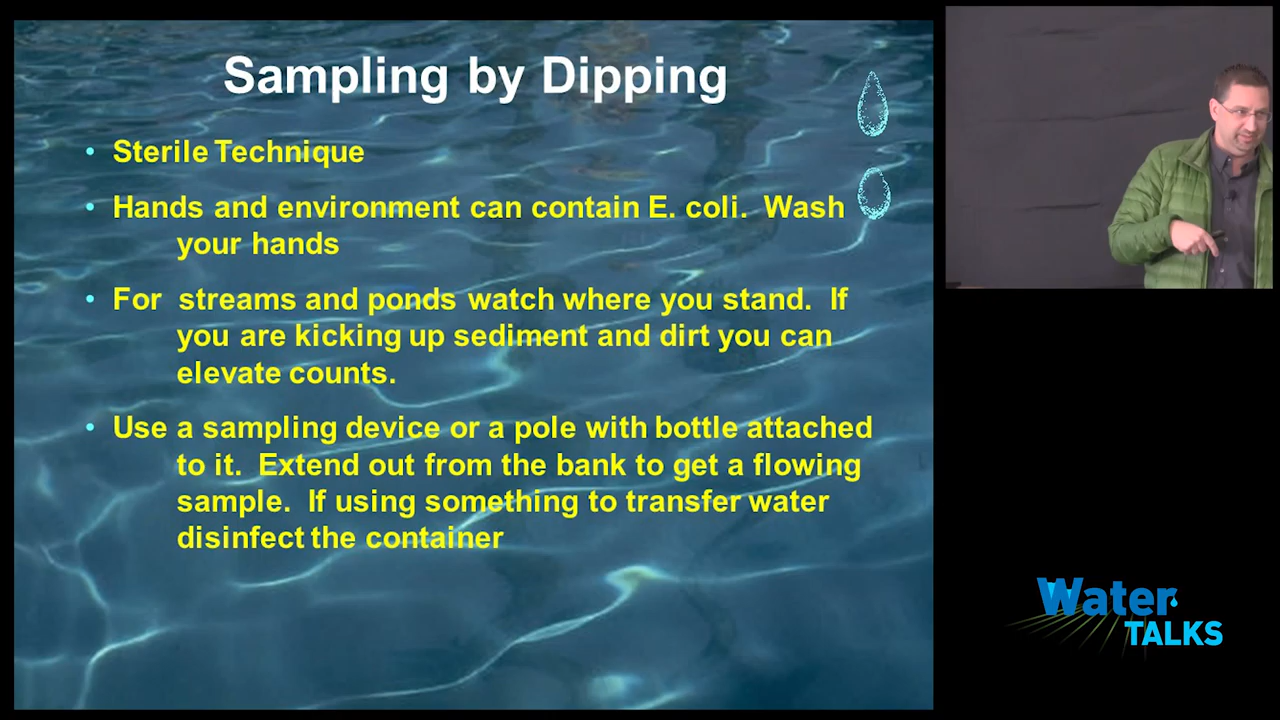 Sampling by Dipping
• Sterile Technique
• Hands and environment can contain E. coli.  Wash
your hands
• For  streams and ponds watch where you stand.  If
you are kicking up sediment and dirt you can
elevate counts.
• Use a sampling device or a pole with bottle attached
to it.  Extend out from the bank to get a flowing
sample.  If using something to transfer water
disinfect the container
Water
TALKS